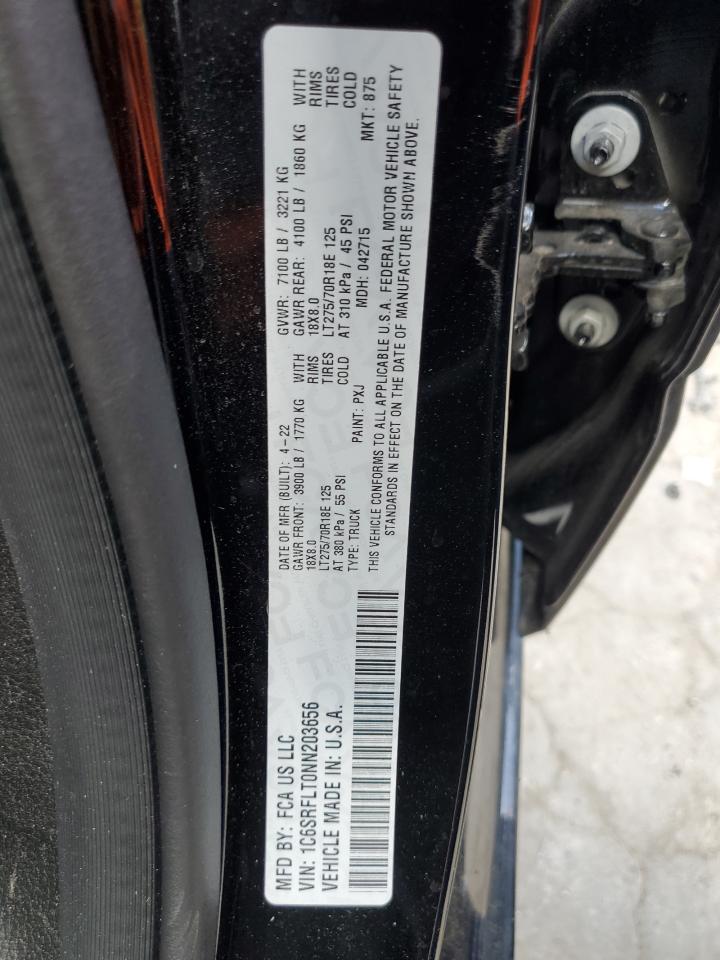 MFD BY: FCA US LLC
VIN: 1C6SRFLT0NN203656
VEHICLE MADE IN: U.S.A.
DATE OF MFR (BUILT): 4-22 GVWR: 7100 LB / 3221 KG
GAWR FRONT: 3900 LB / 1770 KG WITH GAWR REAR: 4100 LB / 1860 KG WITH
18X8.0 RIMS 18X8.0 RIMS
LT275/70R18E 125 TIRES LT275/70R18E 125 TIRES
AT 380 kPa / 55 PSI COLD AT 310 kPa / 45 PSI COLD
TYPE: TRUCK PAINT: PXJ MDH: 042715 MKT: 875
THIS VEHICLE CONFORMS TO ALL APPLICABLE U.S.A. FEDERAL MOTOR VEHICLE SAFETY
STANDARDS IN EFFECT ON THE DATE OF MANUFACTURE SHOWN ABOVE.